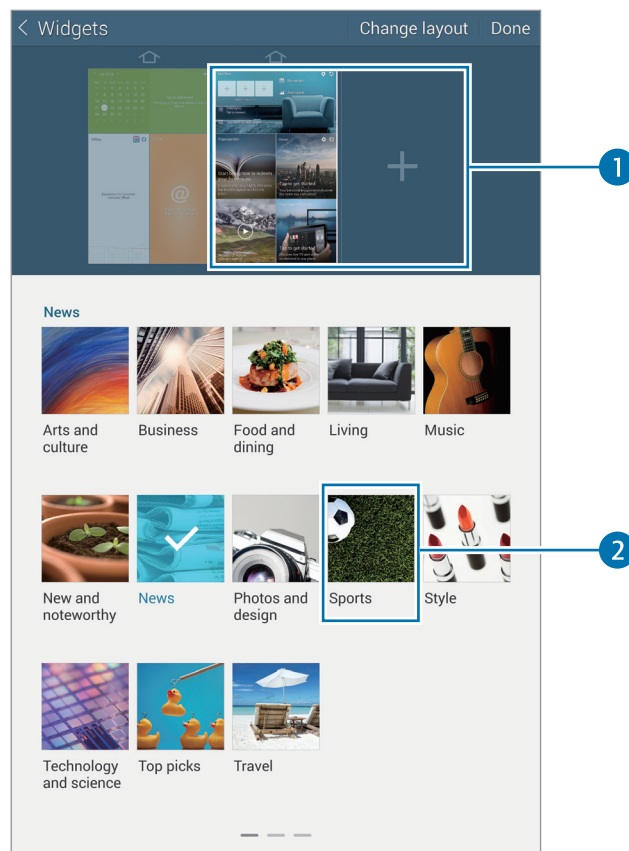 Widgets
Change layout
Done
1
News
Arts and
culture
Business
Food and
dining
Living
Music
2
New and
noteworthy
News
Photos and
design
Sports
Style
Technology
and science
Top picks
Travel